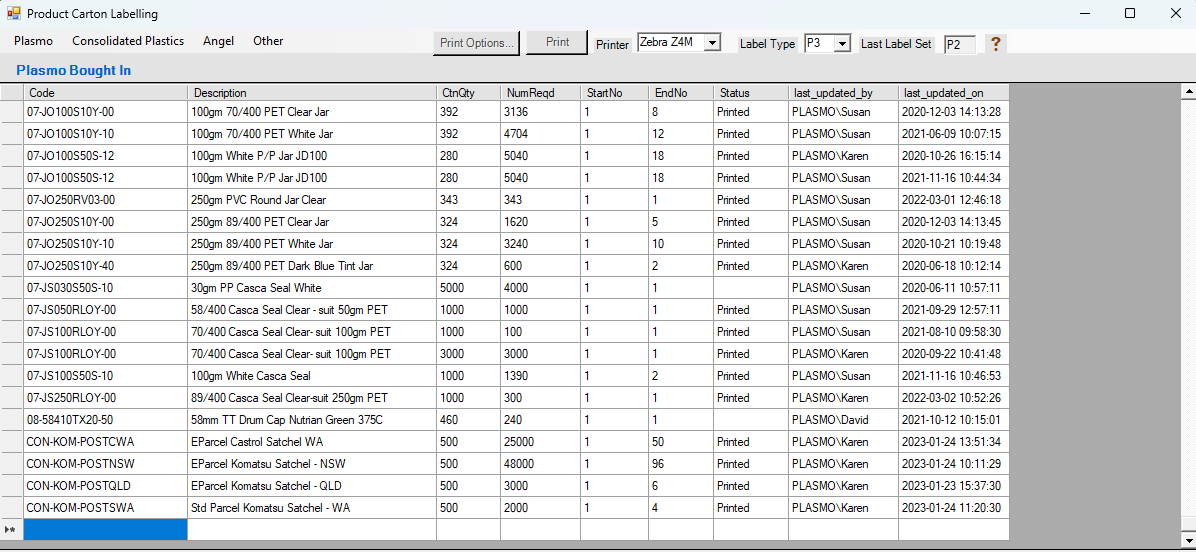 Product Carton Labelling
Plasmo Consolidated Plastics Angel Other Print Options... Print Printer Zebra Z4M Label Type P3 Last Label Set P2 ?
Plasmo Bought In
Code Description CtnQty NumReqd StartNo EndNo Status last_updated_by last_updated_on
07-JO100S10Y-00 100gm 70/400 PET Clear Jar 392 3136 1 8 Printed PLASMO\Susan 2020-12-03 14:13:28
07-JO100S10Y-10 100gm 70/400 PET White Jar 392 4704 1 12 Printed PLASMO\Susan 2021-06-09 10:07:15
07-JO100S50S-12 100gm White P/P Jar JD100 280 5040 1 18 Printed PLASMO\Karen 2020-10-26 16:15:14
07-JO100S50S-12 100gm White P/P Jar JD100 280 5040 1 18 Printed PLASMO\Susan 2021-11-16 10:44:34
07-JO250RV03-00 250gm PVC Round Jar Clear 343 343 1 1 Printed PLASMO\Susan 2022-03-01 12:46:18
07-JO250S10Y-00 250gm 89/400 PET Clear Jar 324 1620 1 5 Printed PLASMO\Susan 2020-12-03 14:13:45
07-JO250S10Y-10 250gm 89/400 PET White Jar 324 3240 1 10 Printed PLASMO\Susan 2020-10-21 10:19:48
07-JO250S10Y-40 250gm 89/400 PET Dark Blue Tint Jar 324 600 1 2 Printed PLASMO\Karen 2020-06-18 10:12:14
07-JS030S50S-10 30gm PP Casca Seal White 5000 4000 1 1 PLASMO\Susan 2020-06-11 10:57:11
07-JS050RLOY-00 58/400 Casca Seal Clear - suit 50gm PET 1000 1000 1 1 Printed PLASMO\Susan 2021-09-29 12:57:11
07-JS100RLOY-00 70/400 Casca Seal Clear- suit 100gm PET 1000 100 1 1 Printed PLASMO\Susan 2021-08-10 09:58:30
07-JS100RLOY-00 70/400 Casca Seal Clear- suit 100gm PET 3000 3000 1 1 Printed PLASMO\Karen 2020-09-22 10:41:48
07-JS100S50S-10 100gm White Casca Seal 1000 1390 1 2 Printed PLASMO\Susan 2021-11-16 10:46:53
07-JS250RLOY-00 89/400 Casca Seal Clear-suit 250gm PET 1000 300 1 1 Printed PLASMO\Karen 2022-03-02 10:52:26
08-58410TX20-50 58mm TT Drum Cap Nutrian Green 375C 460 240 1 1 PLASMO\David 2021-10-12 10:15:01
CON-KOM-POSTCWA EParcel Castrol Satchel WA 500 25000 1 50 Printed PLASMO\Karen 2023-01-24 13:51:34
CON-KOM-POSTNSW EParcel Komatsu Satchel - NSW 500 48000 1 96 Printed PLASMO\Karen 2023-01-24 10:11:29
CON-KOM-POSTQLD EParcel Komatsu Satchel - QLD 500 3000 1 6 Printed PLASMO\Karen 2023-01-23 15:37:30
CON-KOM-POSTSWA Std Parcel Komatsu Satchel - WA 500 2000 1 4 Printed PLASMO\Karen 2023-01-24 11:20:30